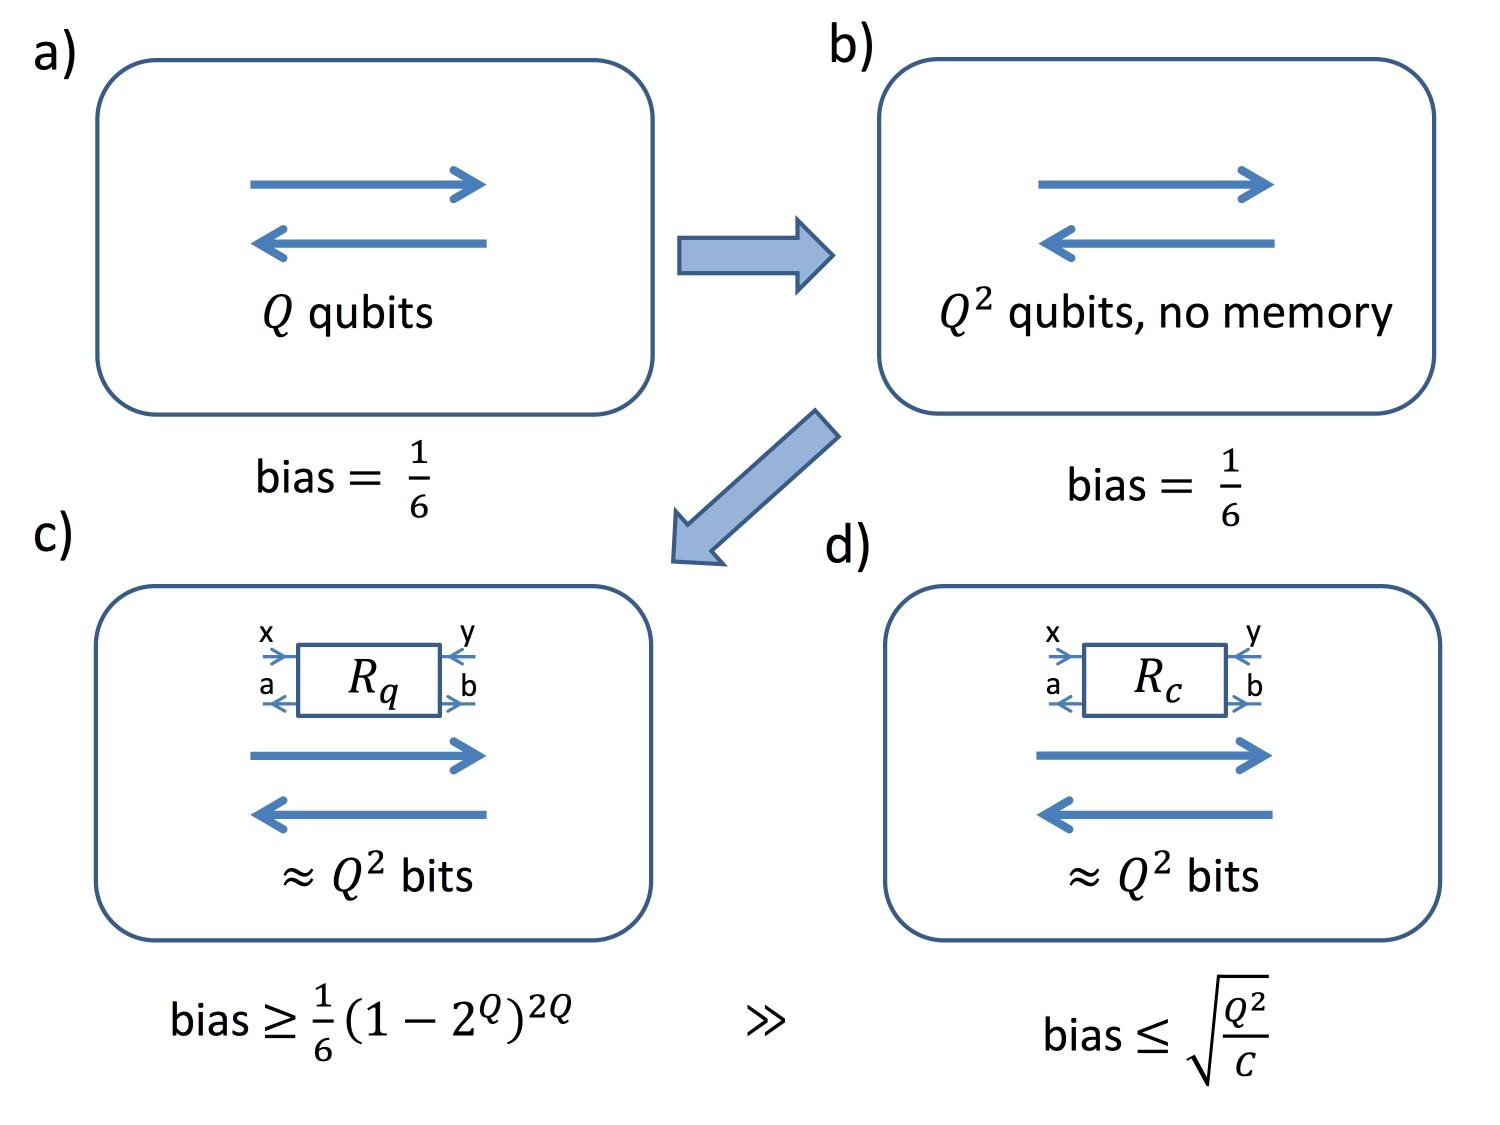 a)
Q qubits
bias = 1/6
b)
Q² qubits, no memory
bias = 1/6
c)
x y
R_q
a b
≈ Q² bits
bias ≥ 1/6 (1 − 2^Q)^{2Q}
≫
d)
x y
R_c
a b
≈ Q² bits
bias ≤ √(Q²/C)